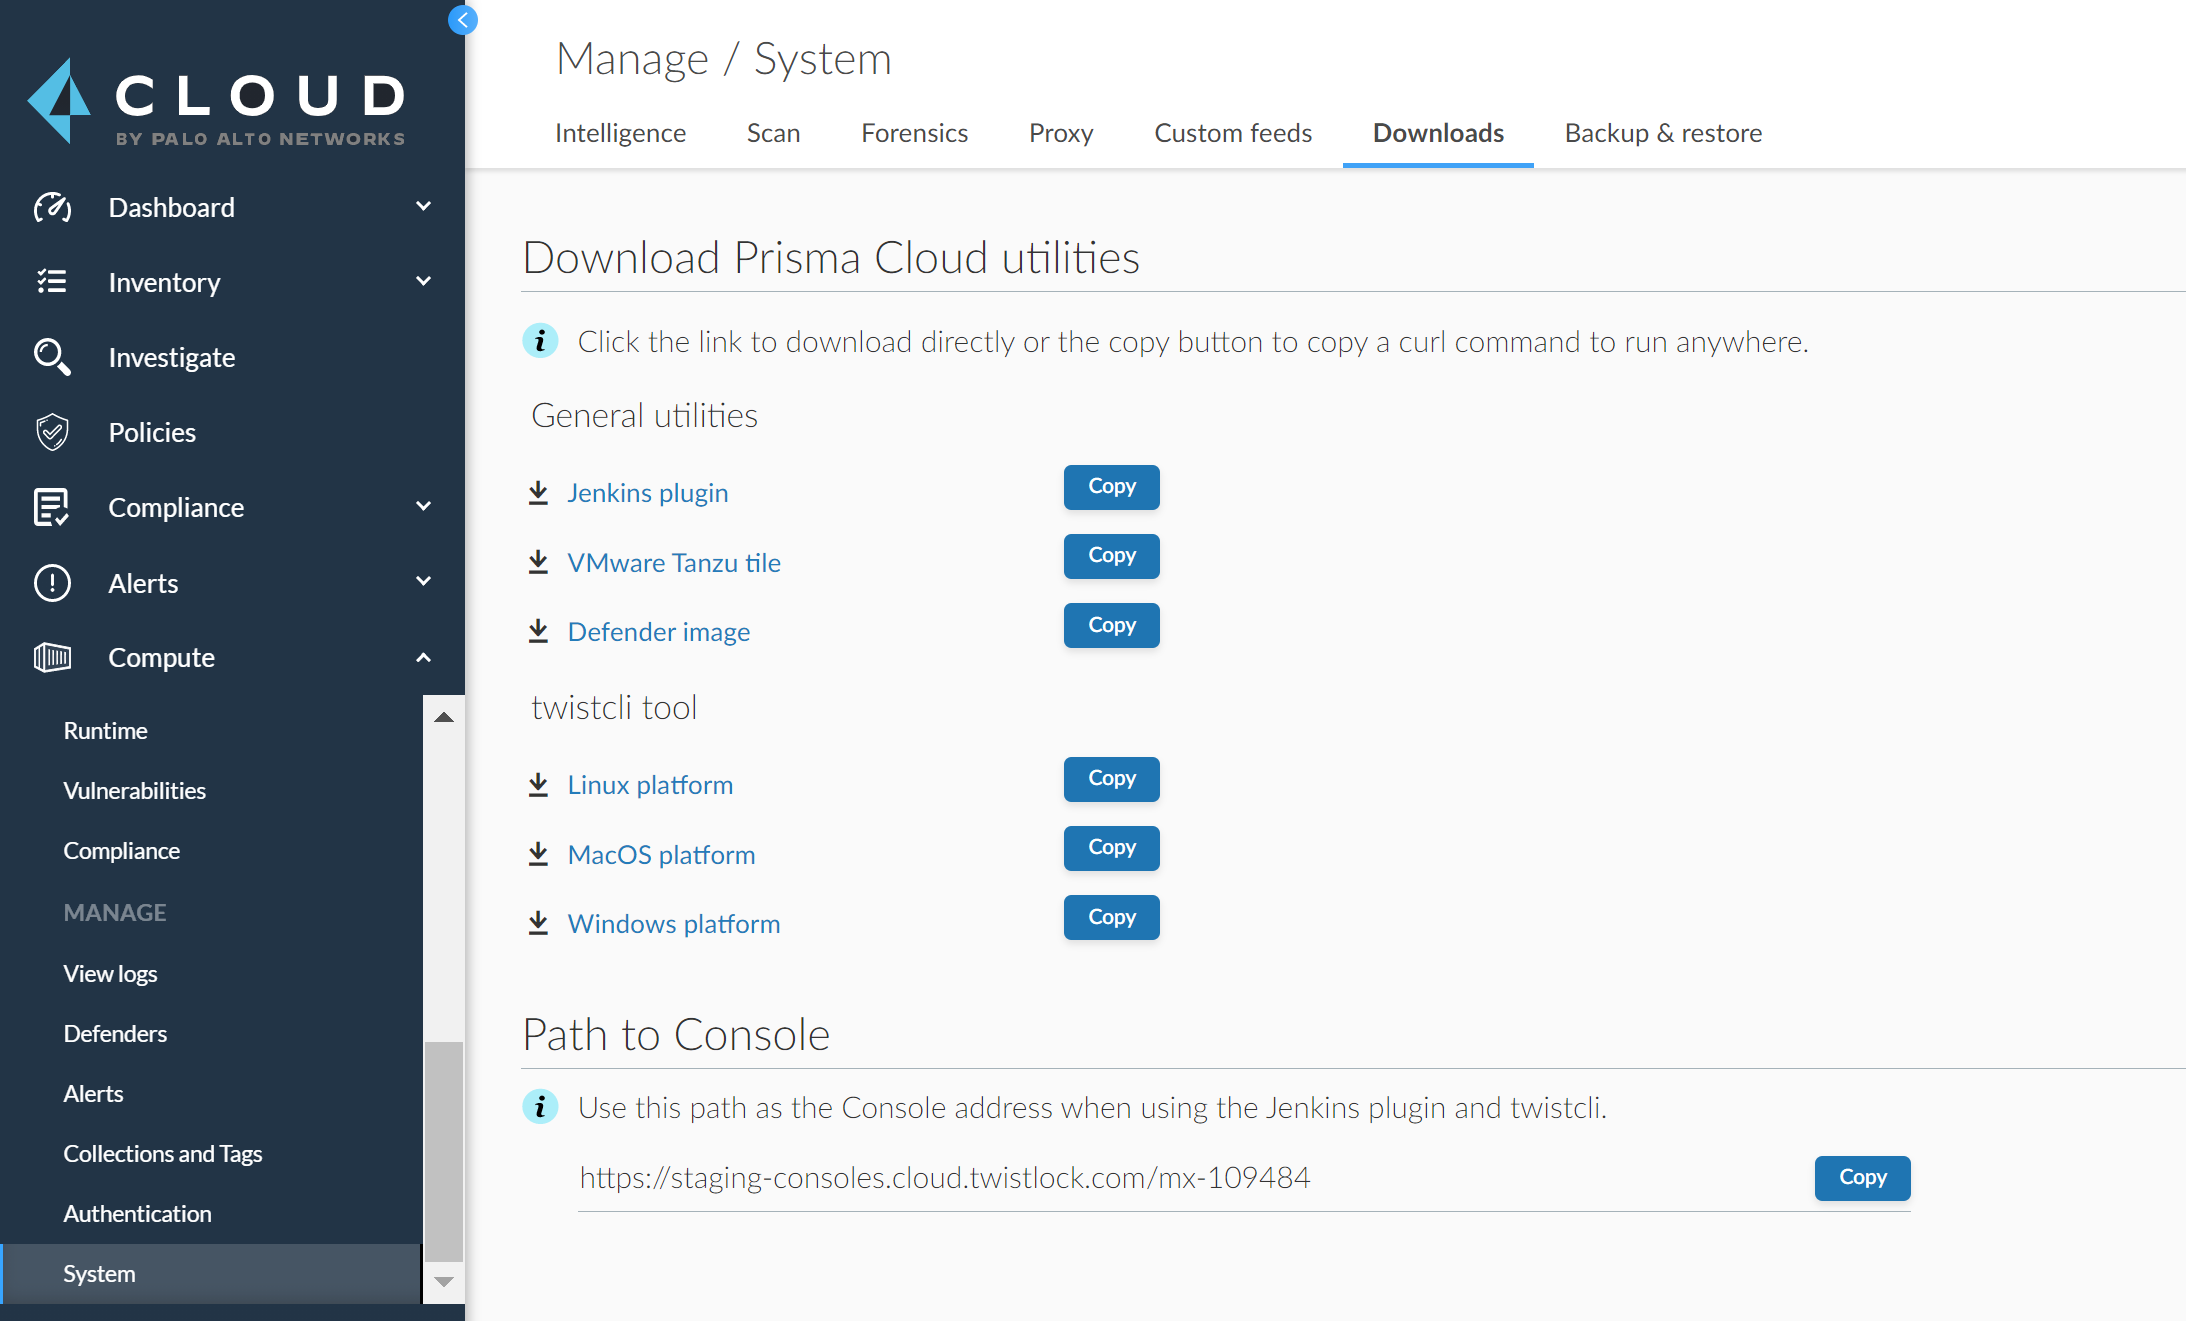 CLOUD
BY PALO ALTO NETWORKS
Dashboard
Inventory
Investigate
Policies
Compliance
Alerts
Compute
Runtime
Vulnerabilities
Compliance
MANAGE
View logs
Defenders
Alerts
Collections and Tags
Authentication
System
Manage / System
Intelligence Scan Forensics Proxy Custom feeds Downloads Backup & restore
Download Prisma Cloud utilities
i Click the link to download directly or the copy button to copy a curl command to run anywhere.
General utilities
Jenkins plugin Copy
VMware Tanzu tile Copy
Defender image Copy
twistcli tool
Linux platform Copy
MacOS platform Copy
Windows platform Copy
Path to Console
i Use this path as the Console address when using the Jenkins plugin and twistcli.
https://staging-consoles.cloud.twistlock.com/mx-109484 Copy